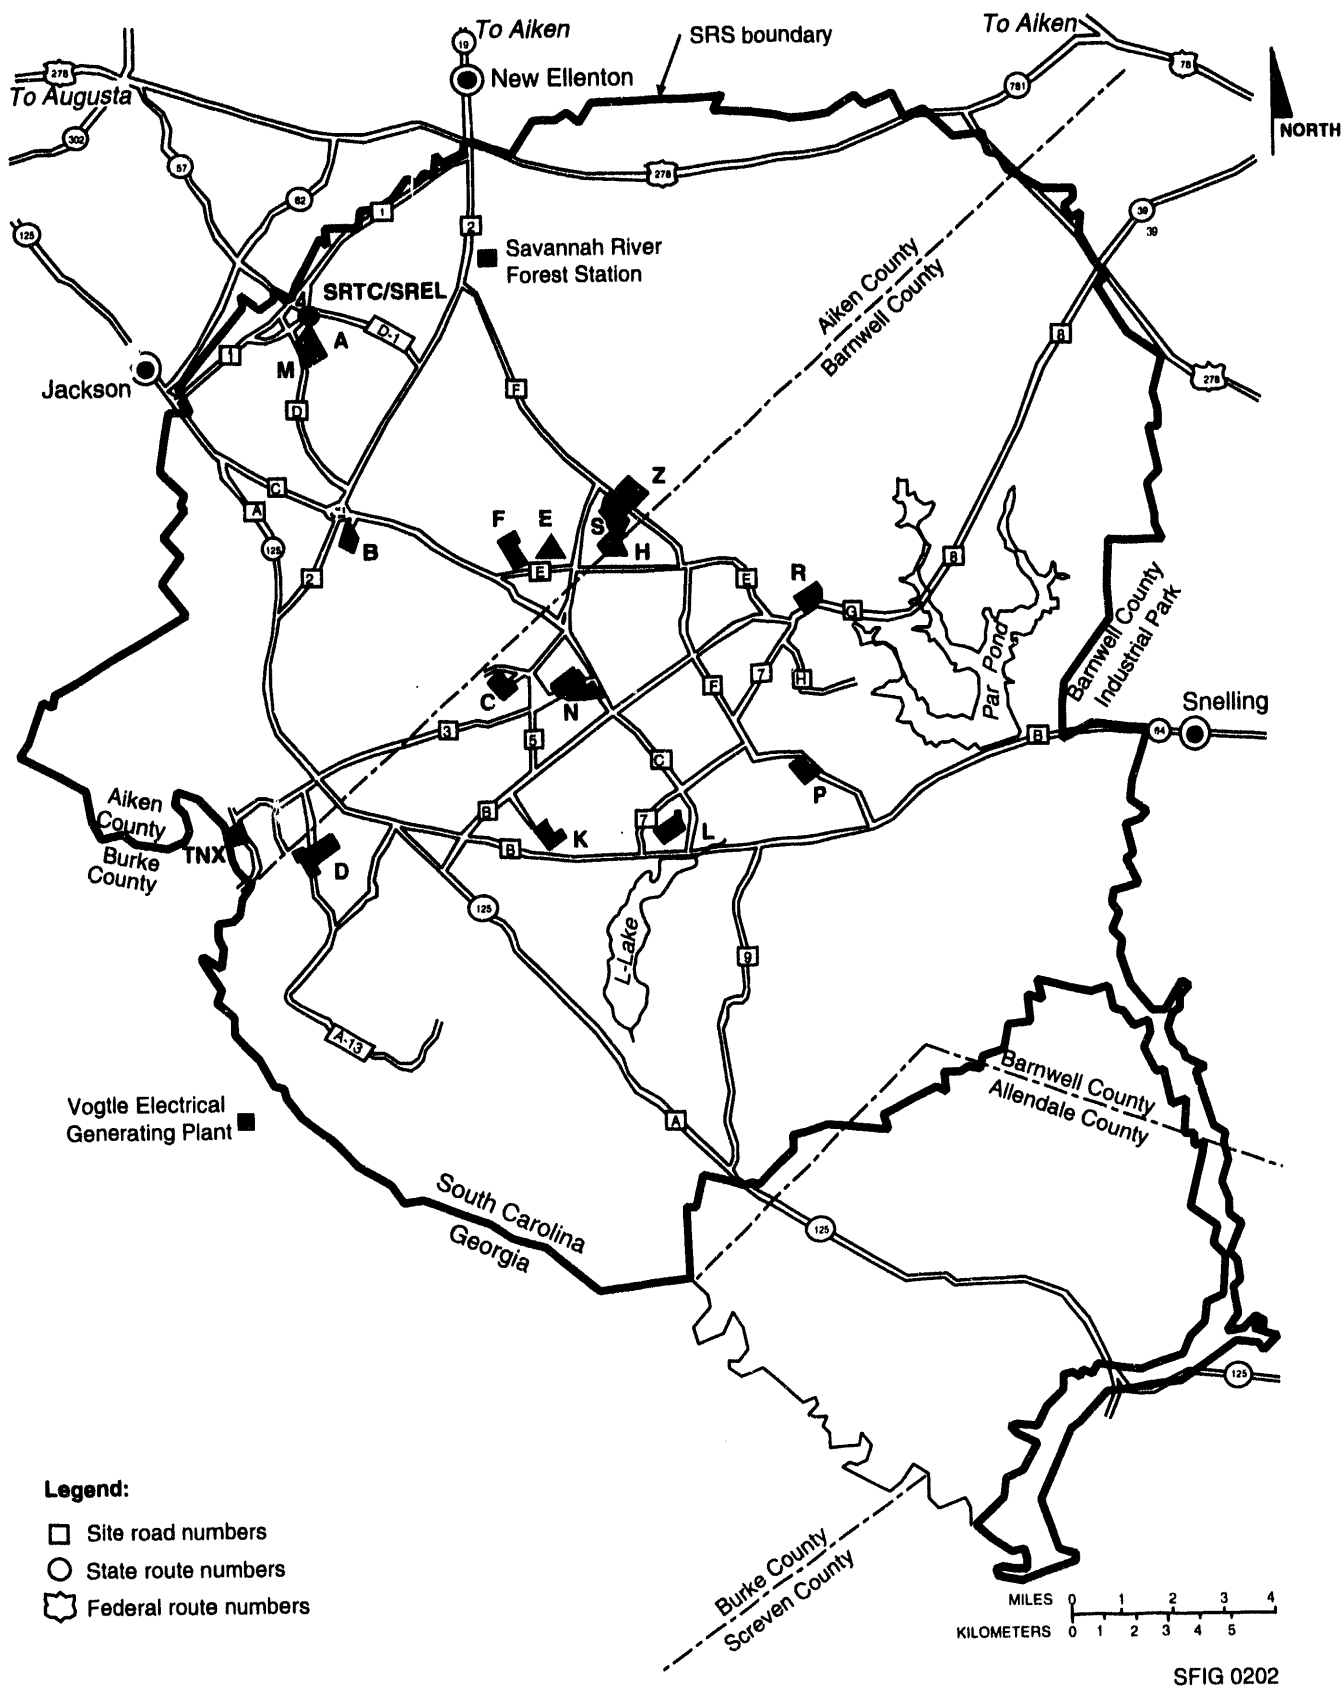 To Aiken
19
New Ellenton
SRS boundary
To Aiken
78
781
278
To Augusta
302
57
62
125
278
NORTH
39
39
1
2
Savannah River
Forest Station
SRTC/SREL
A
M
D-1
1
Jackson
D
F
Aiken County
Barnwell County
8
278
C
A
125
B
2
Z
S
F
E
H
E
E
R
G
8
Par Pond
Barnwell County
Industrial Park
Snelling
64
B
C
N
3
5
F
7
H
C
P
Aiken
County
Burke
County
TNX
D
B
K
7
L
B
125
L-Lake
9
A-13
Vogtle Electrical
Generating Plant
A
Barnwell County
Allendale County
South Carolina
Georgia
125
125
Legend:
Site road numbers
State route numbers
Federal route numbers
Burke County
Screven County
MILES 0 1 2 3 4
KILOMETERS 0 1 2 3 4 5
SFIG 0202